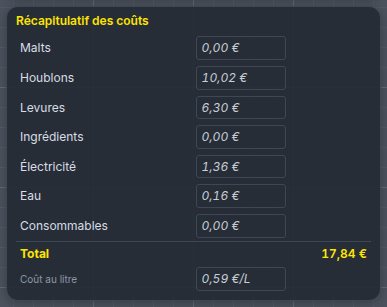 Récapitulatif des coûts
Malts 0,00 €
Houblons 10,02 €
Levures 6,30 €
Ingrédients 0,00 €
Électricité 1,36 €
Eau 0,16 €
Consommables 0,00 €
Total 17,84 €
Coût au litre 0,59 €/L